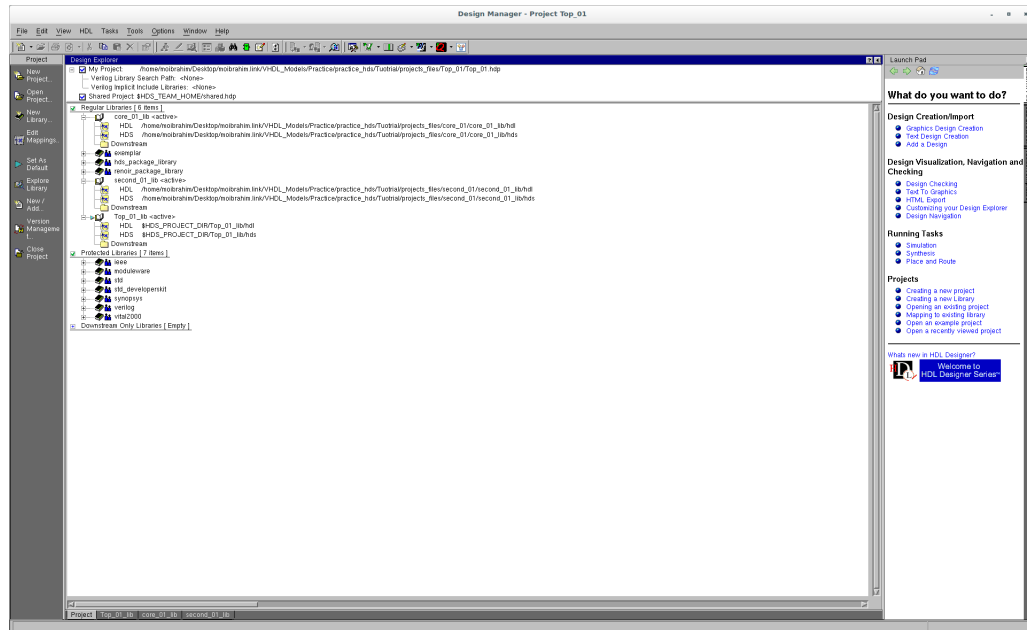 Design Manager - Project Top_01
File Edit View HDL Tasks Tools Options Window Help
Project
New Project...
Open Project...
New Library...
Edit Mappings..
Set As Default
Explore Library
New / Add...
Version Manageme t...
Close Project
Design Explorer
My Project: /home/moibrahim/Desktop/moibrahim.link/VHDL_Models/Practice/practice_hds/Tuotrial/projects_files/Top_01/Top_01.hdp
Verilog Library Search Path: <None>
Verilog Implicit Include Libraries: <None>
Shared Project: $HDS_TEAM_HOME/shared.hdp
Regular Libraries [ 6 items ]
core_01_lib <active>
HDL /home/moibrahim/Desktop/moibrahim.link/VHDL_Models/Practice/practice_hds/Tuotrial/projects_files/core_01/core_01_lib/hdl
HDS /home/moibrahim/Desktop/moibrahim.link/VHDL_Models/Practice/practice_hds/Tuotrial/projects_files/core_01/core_01_lib/hds
Downstream
exemplar
hds_package_library
renoir_package_library
second_01_lib <active>
HDL /home/moibrahim/Desktop/moibrahim.link/VHDL_Models/Practice/practice_hds/Tuotrial/projects_files/second_01/second_01_lib/hdl
HDS /home/moibrahim/Desktop/moibrahim.link/VHDL_Models/Practice/practice_hds/Tuotrial/projects_files/second_01/second_01_lib/hds
Downstream
Top_01_lib <active>
HDL $HDS_PROJECT_DIR/Top_01_lib/hdl
HDS $HDS_PROJECT_DIR/Top_01_lib/hds
Downstream
Protected Libraries [ 7 items ]
ieee
moduleware
std
std_developerskit
synopsys
verilog
vital2000
Downstream Only Libraries [ Empty ]
Project Top_01_lib core_01_lib second_01_lib
Launch Pad
What do you want to do?
Design Creation/Import
Graphics Design Creation
Text Design Creation
Add a Design
Design Visualization, Navigation and
Checking
Design Checking
Text To Graphics
HTML Export
Customizing your Design Explorer
Design Navigation
Running Tasks
Simulation
Synthesis
Place and Route
Projects
Creating a new project
Creating a new Library
Opening an existing project
Mapping to existing library
Open an example project
Open a recently viewed project
Whats new in HDL Designer?
Welcome to
HDL Designer Series™